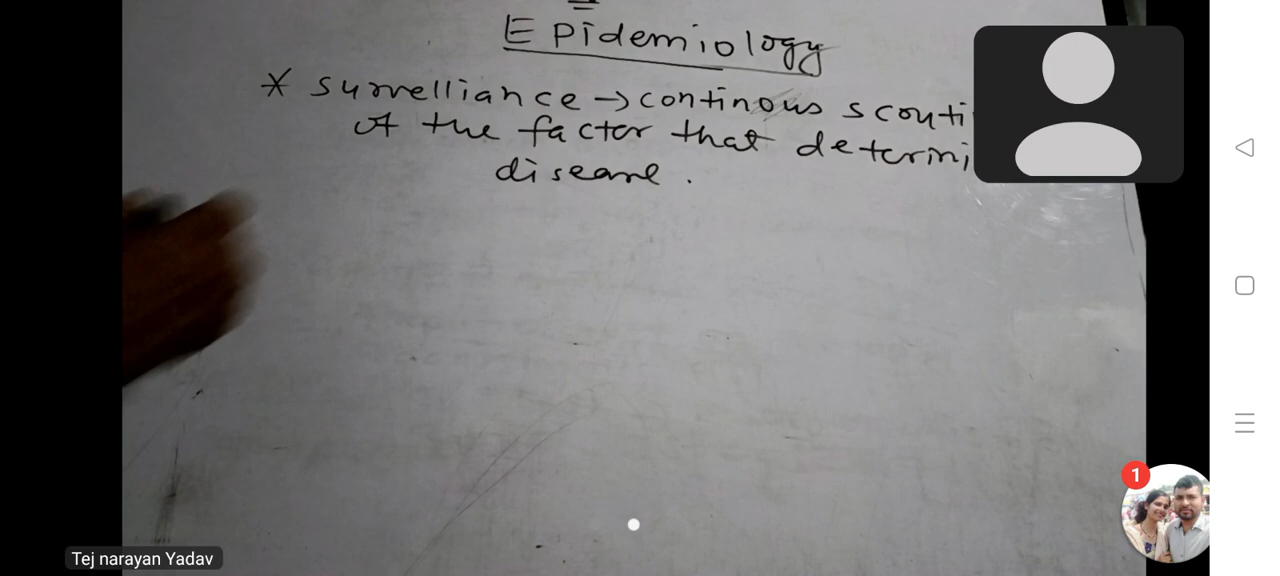 Epidemiology
* survelliance → continous scouti
of the factor that determi
disease.
1
Tej narayan Yadav